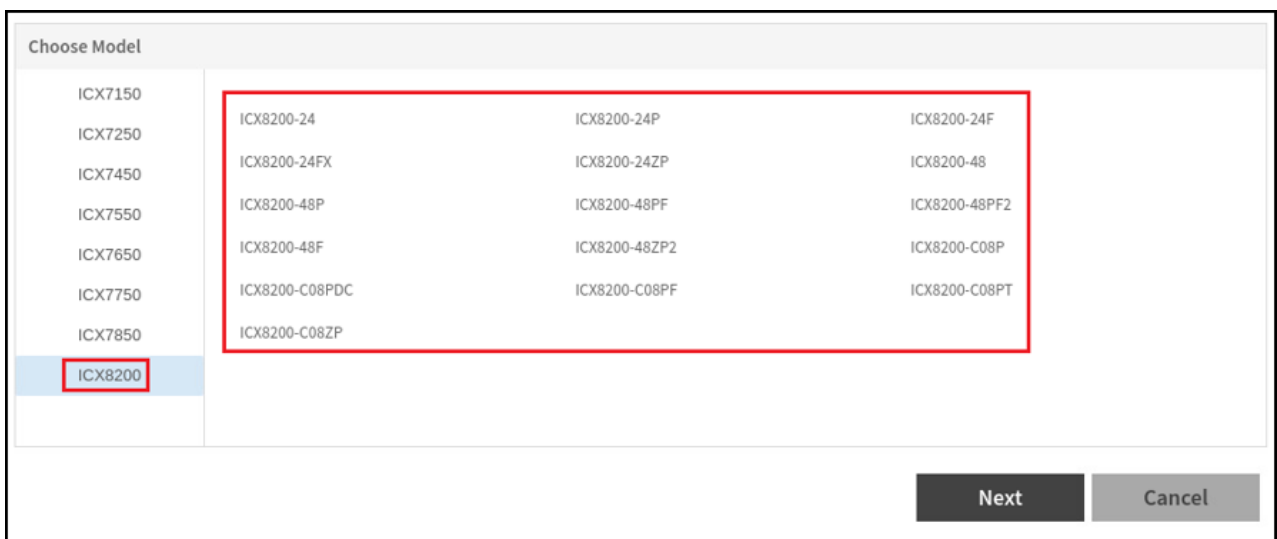 Choose Model
ICX7150
ICX7250
ICX7450
ICX7550
ICX7650
ICX7750
ICX7850
ICX8200
ICX8200-24 ICX8200-24P ICX8200-24F
ICX8200-24FX ICX8200-24ZP ICX8200-48
ICX8200-48P ICX8200-48PF ICX8200-48PF2
ICX8200-48F ICX8200-48ZP2 ICX8200-C08P
ICX8200-C08PDC ICX8200-C08PF ICX8200-C08PT
ICX8200-C08ZP
Next Cancel